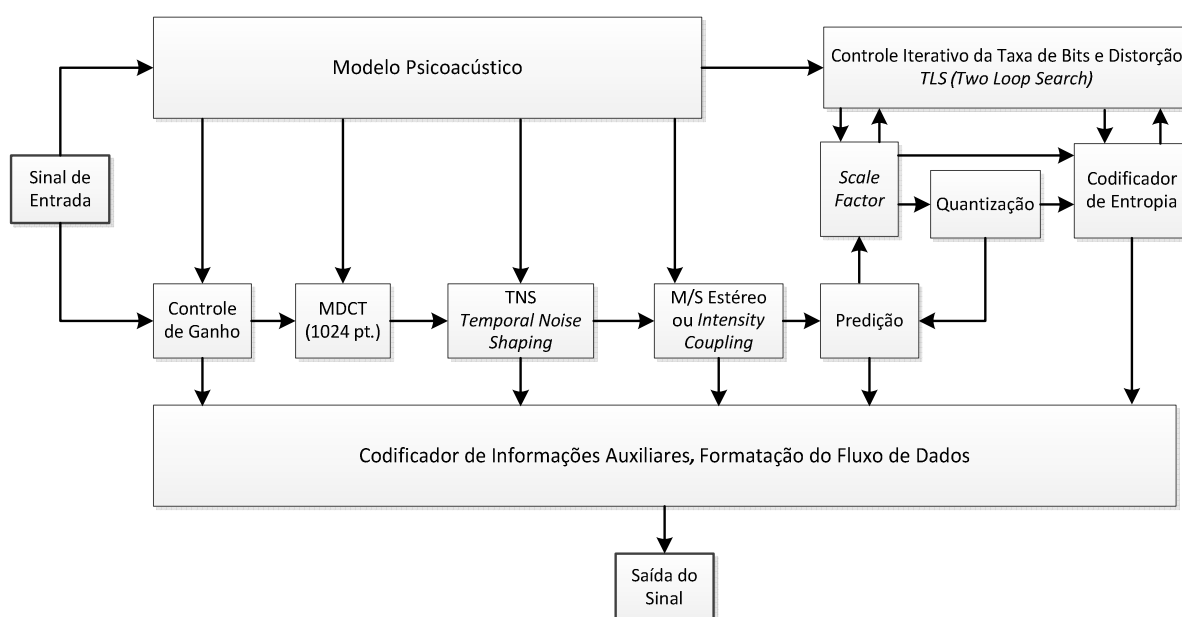 Modelo Psicoacústico
Controle Iterativo da Taxa de Bits e Distorção
TLS (Two Loop Search)
Sinal de
Entrada
Scale
Factor
Quantização
Codificador
de Entropia
Controle
de Ganho
MDCT
(1024 pt.)
TNS
Temporal Noise
Shaping
M/S Estéreo
ou Intensity
Coupling
Predição
Codificador de Informações Auxiliares, Formatação do Fluxo de Dados
Saída do
Sinal